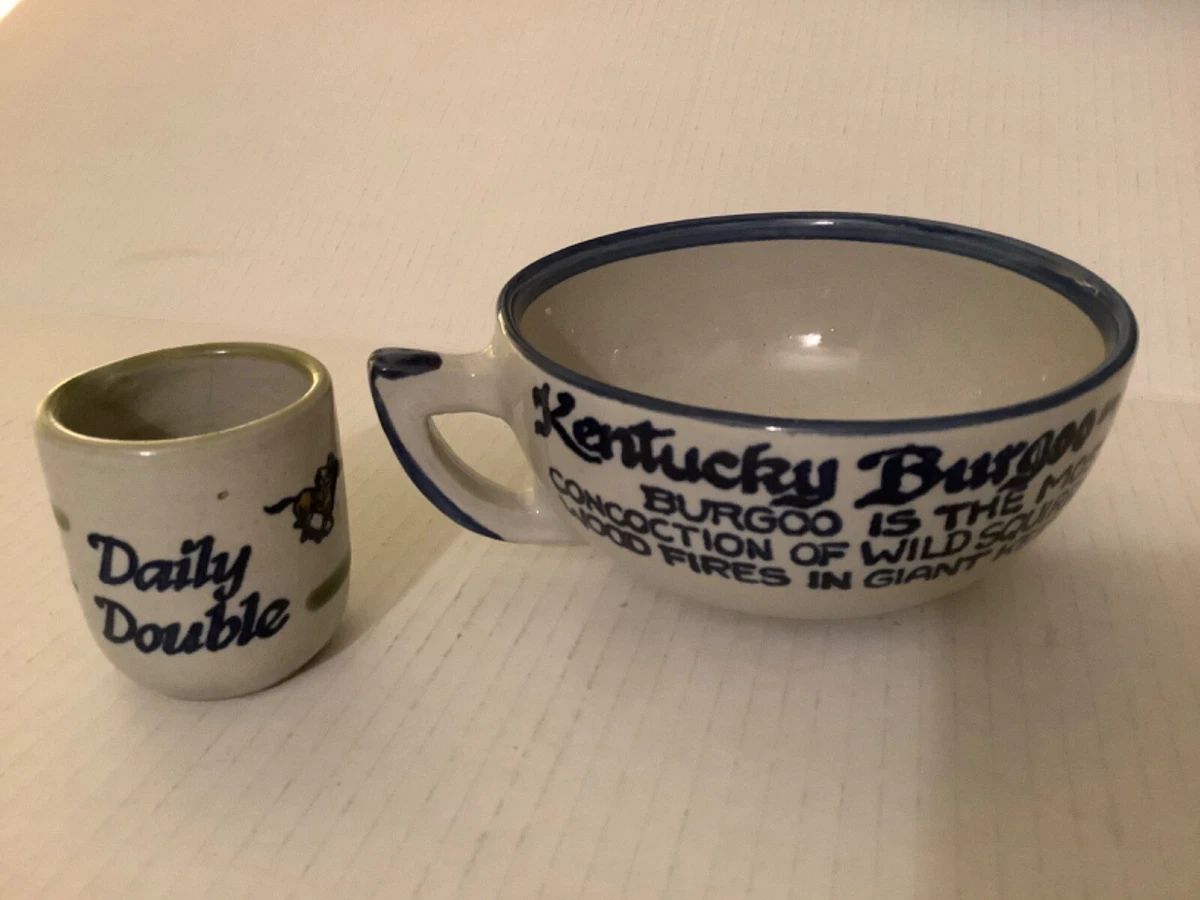 Daily
Double
Kentucky Burgoo
BURGOO IS THE
CONCOCTION OF WILD
WOOD FIRES IN GIANT